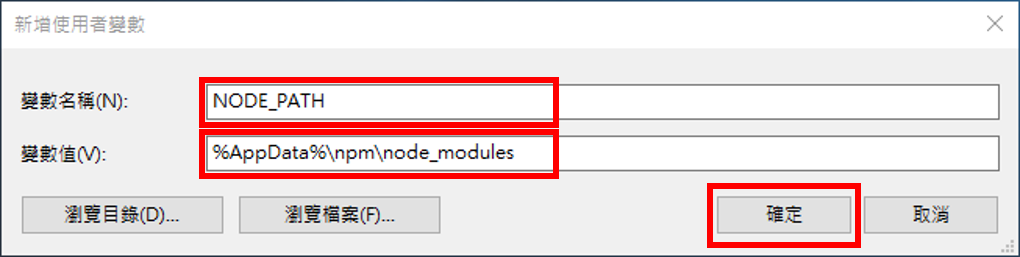 新增使用者變數
變數名稱(N): NODE_PATH
變數值(V): %AppData%\npm\node_modules
瀏覽目錄(D)... 瀏覽檔案(F)... 確定 取消